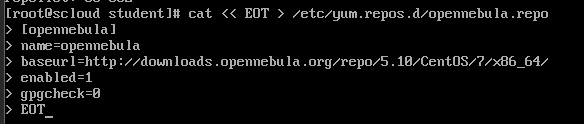 [root@scloud student]# cat << EOT > /etc/yum.repos.d/opennebula.repo
> [opennebula]
> name=opennebula
> baseurl=http://downloads.opennebula.org/repo/5.10/CentOS/7/x86_64/
> enabled=1
> gpgcheck=0
> EOT_